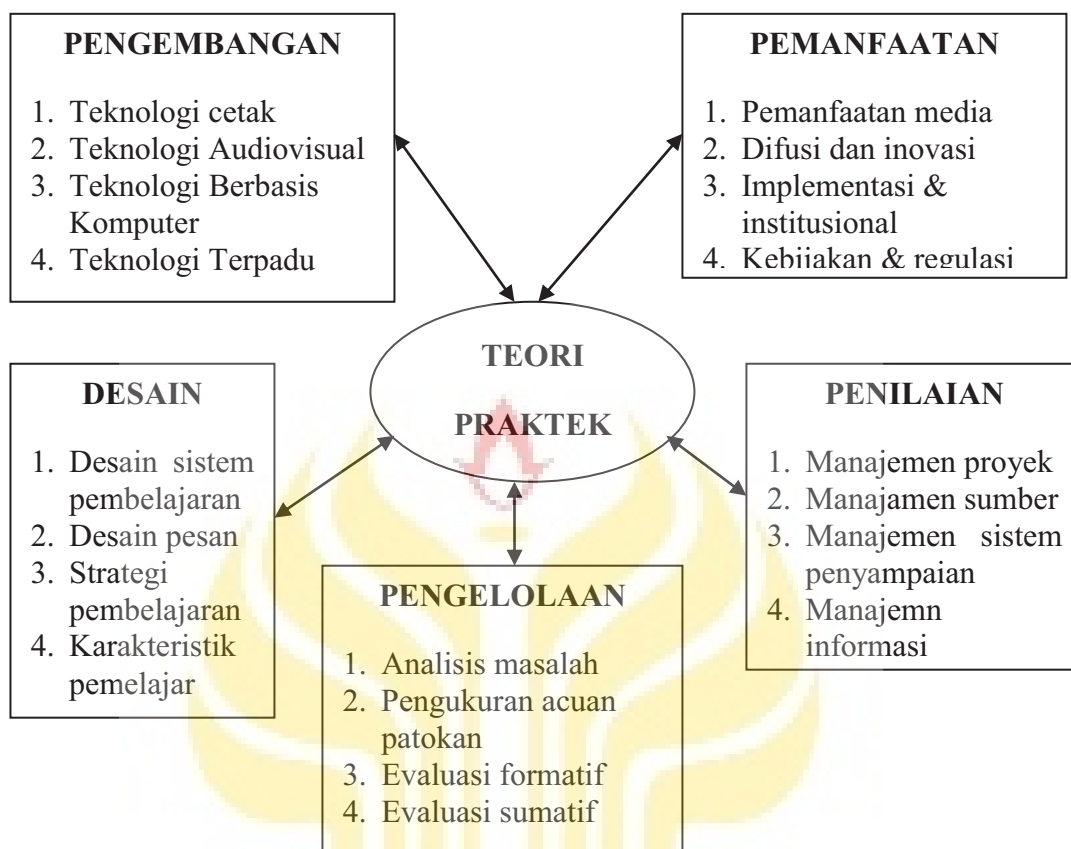 PENGEMBANGAN
1. Teknologi cetak
2. Teknologi Audiovisual
3. Teknologi Berbasis
Komputer
4. Teknologi Terpadu
PEMANFAATAN
1. Pemanfaatan media
2. Difusi dan inovasi
3. Implementasi &
institusional
4. Kebijakan & regulasi
TEORI
PRAKTEK
DESAIN
1. Desain sistem
pembelajaran
2. Desain pesan
3. Strategi
pembelajaran
4. Karakteristik
pemelajar
PENGELOLAAN
1. Analisis masalah
2. Pengukuran acuan
patokan
3. Evaluasi formatif
4. Evaluasi sumatif
PENILAIAN
1. Manajemen proyek
2. Manajamen sumber
3. Manajemen sistem
penyampaian
4. Manajemn
informasi